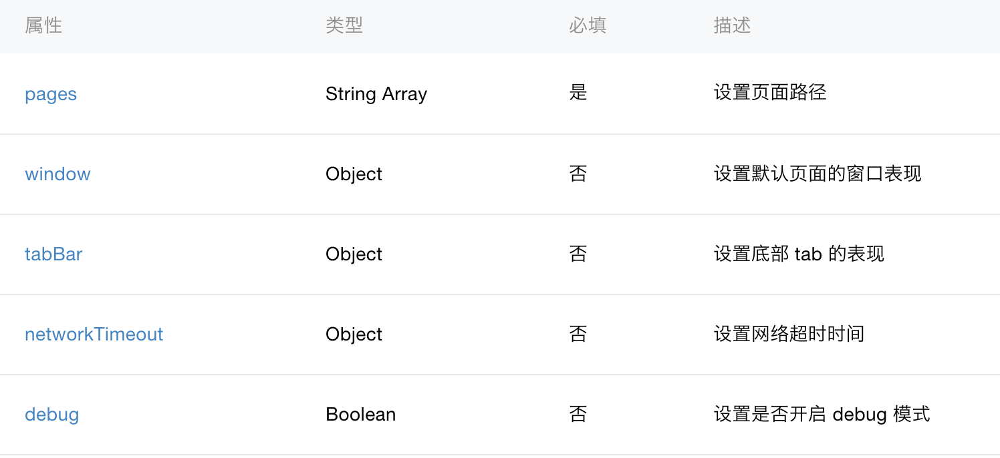 属性 类型 必填 描述
pages String Array 是 设置页面路径
window Object 否 设置默认页面的窗口表现
tabBar Object 否 设置底部 tab 的表现
networkTimeout Object 否 设置网络超时时间
debug Boolean 否 设置是否开启 debug 模式